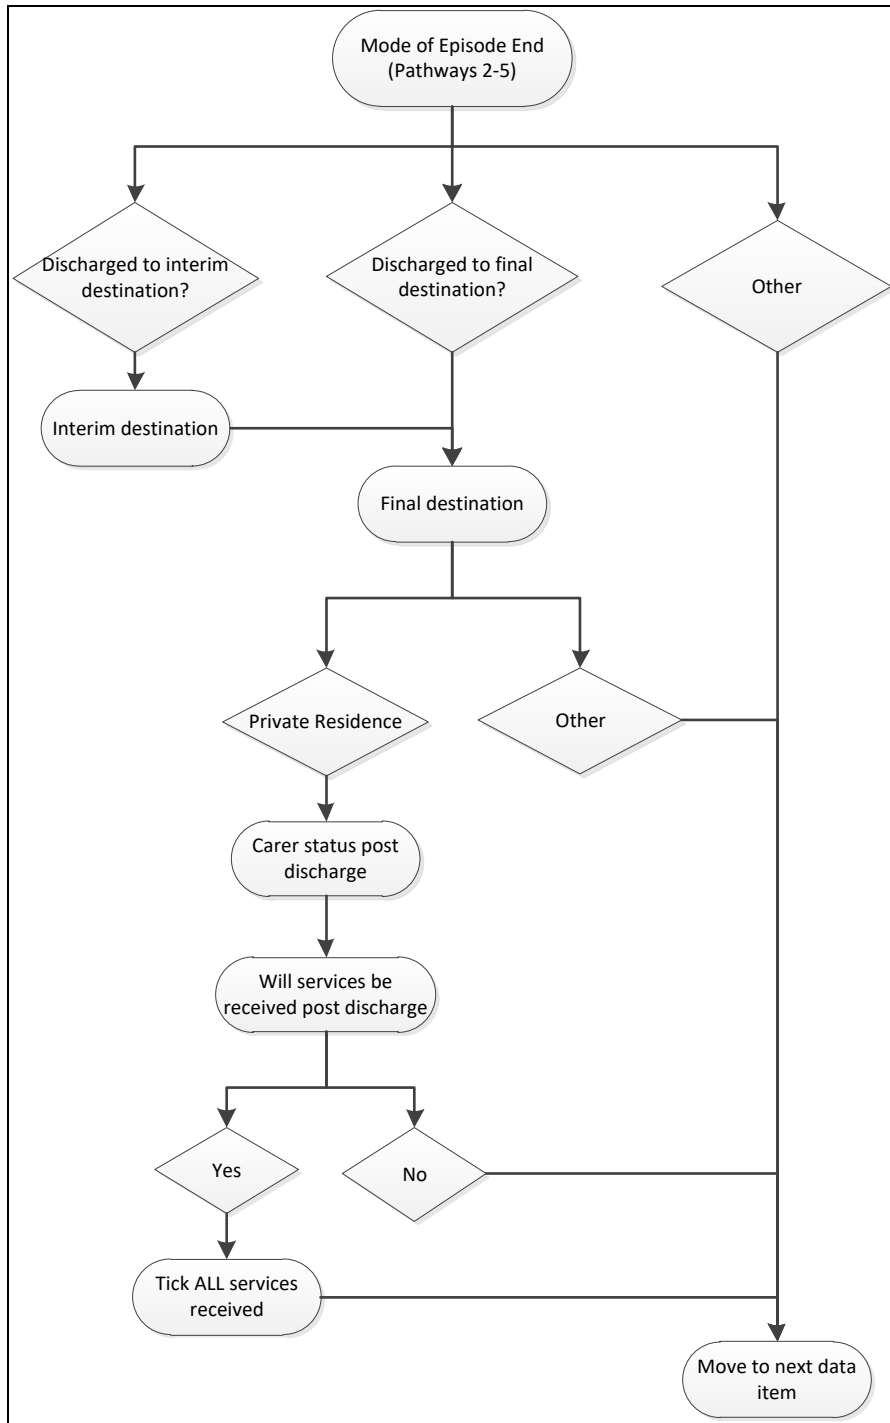 Mode of Episode End
(Pathways 2-5)
Discharged to interim
destination?
Discharged to final
destination?
Other
Interim destination
Final destination
Private Residence
Other
Carer status post
discharge
Will services be
received post discharge
Yes
No
Tick ALL services
received
Move to next data
item